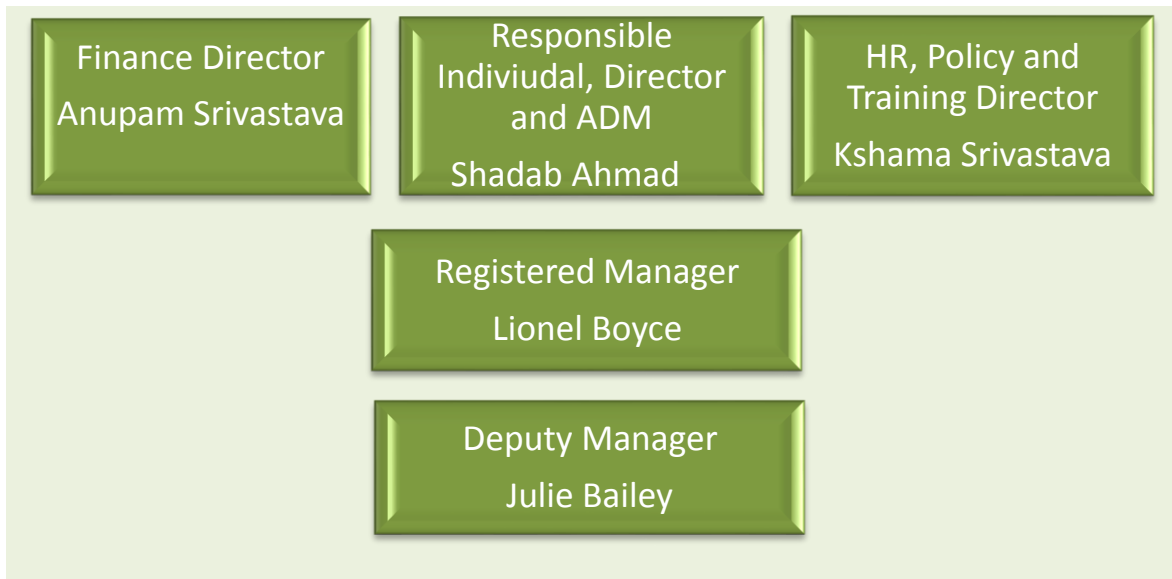 Finance Director
Anupam Srivastava
Responsible
Indiviudal, Director
and ADM
Shadab Ahmad
HR, Policy and
Training Director
Kshama Srivastava
Registered Manager
Lionel Boyce
Deputy Manager
Julie Bailey